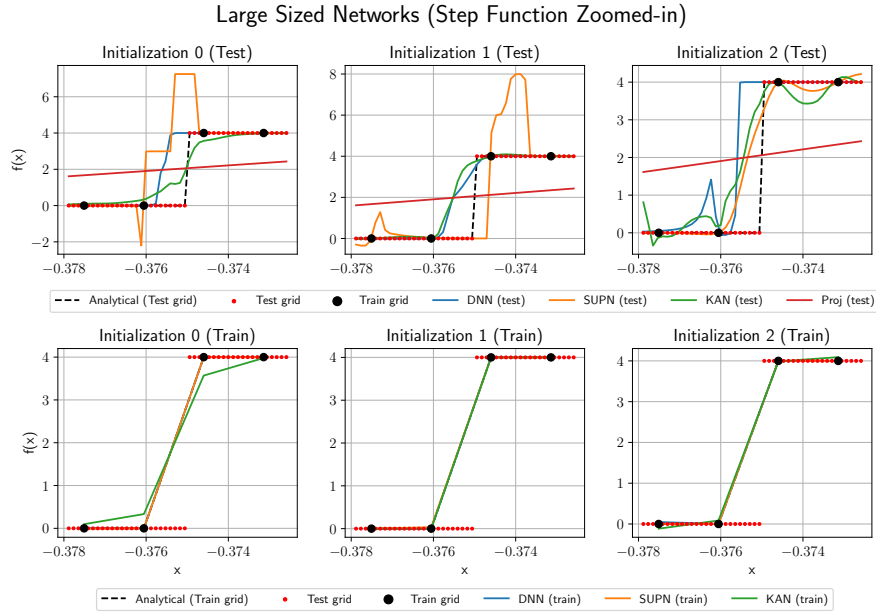 Large Sized Networks (Step Function Zoomed-in)
Initialization 0 (Test)
Initialization 1 (Test)
Initialization 2 (Test)
f(x)
6
4
2
0
−2
−0.378
−0.376
−0.374
8
6
4
2
0
−0.378
−0.376
−0.374
4
3
2
1
0
−0.378
−0.376
−0.374
Analytical (Test grid)
Test grid
Train grid
DNN (test)
SUPN (test)
KAN (test)
Proj (test)
Initialization 0 (Train)
Initialization 1 (Train)
Initialization 2 (Train)
f(x)
4
3
2
1
0
−0.378
−0.376
−0.374
x
4
3
2
1
0
−0.378
−0.376
−0.374
x
4
3
2
1
0
−0.378
−0.376
−0.374
x
Analytical (Train grid)
Test grid
Train grid
DNN (train)
SUPN (train)
KAN (train)